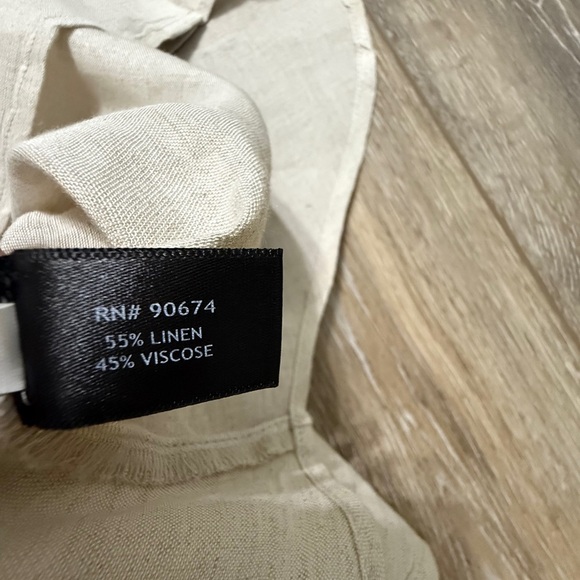 RN# 90674
55% LINEN
45% VISCOSE